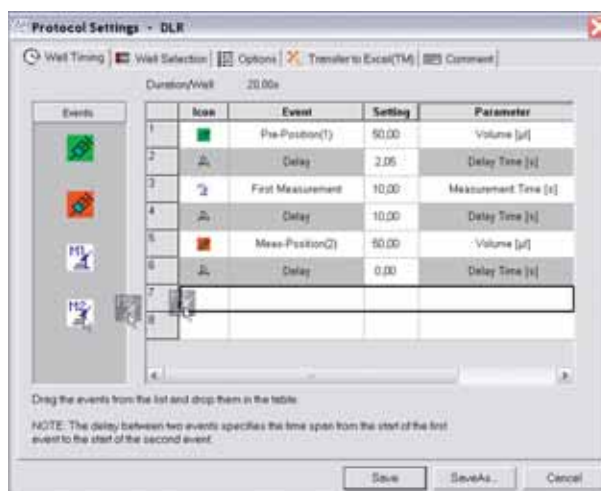 Protocol Settings - DLR
Well Timing Well Selection Options Transfer to Excel(TM) Comment
Duration/Well 20.00s
Events Icon Event Setting Parameter
1 Pre-Position(1) 50,00 Volume [µl]
2 Delay 2,05 Delay Time [s]
3 First Measurement 10,00 Measurement Time [s]
4 Delay 10,00 Delay Time [s]
5 Meas-Position(2) 50,00 Volume [µl]
6 Delay 0,00 Delay Time [s]
7
8
M1
M2
Drag the events from the list and drop them in the table.
NOTE: The delay between two events specifies the time span from the start of the first
event to the start of the second event.
Save SaveAs... Cancel